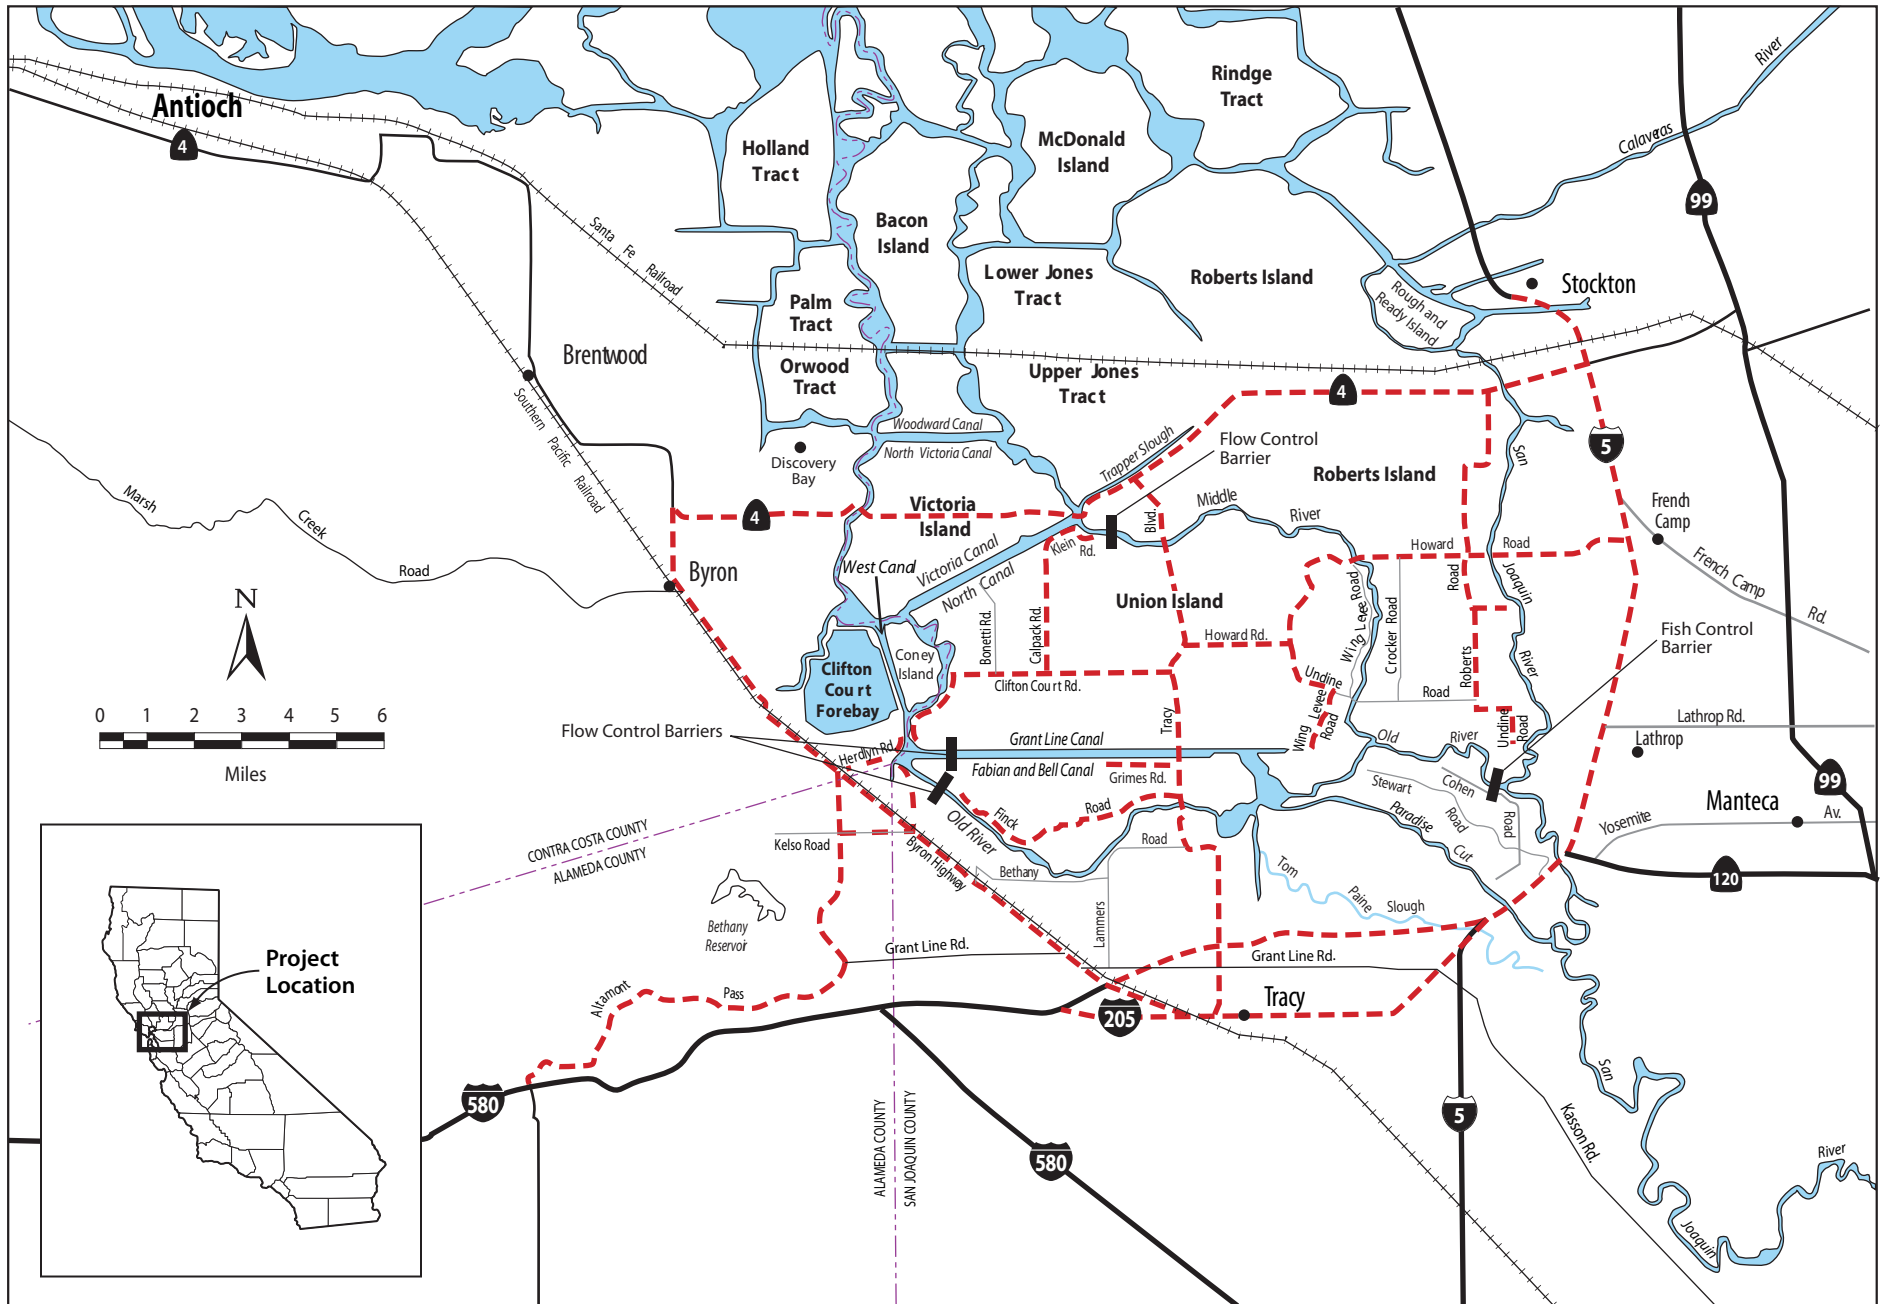 Antioch
4
Holland
Tract
Bacon
Island
McDonald
Island
Rindge
Tract
River
Calaveras
99
Santa
Fe
Railroad
Palm
Tract
Lower Jones
Tract
Roberts Island
Rough and
Ready Island
Stockton
Brentwood
Orwood
Tract
Upper Jones
Tract
4
Southern
Pacific
Railroad
Woodward Canal
North Victoria Canal
Discovery
Bay
Trapper Slough
Flow Control
Barrier
Roberts Island
San
5
Marsh
Creek
Road
4
Victoria
Island
Middle
River
Blvd.
French
Camp
Klein
Rd.
Howard
Road
French Camp
Rd.
Byron
West Canal
Victoria Canal
North Canal
Union Island
Joaquin
N
Bonetti Rd.
Calpack Rd.
Howard Rd.
Wing Levee Road
Crocker Road
Road
Roberts
River
Fish Control
Barrier
Clifton
Court
Forebay
Coney
Island
Clifton Court Rd.
Undine
Road
Wing Levee
Road
Undine
Road
Lathrop Rd.
Lathrop
0 1 2 3 4 5 6
Miles
Flow Control Barriers
Herdlyn Rd.
Tracy
Grant Line Canal
Fabian and Bell Canal
Grimes Rd.
Old
River
Stewart
Road
Cohen
Road
Manteca
99
Yosemite
Av.
Finck
Road
Old River
Paradise
Cut
CONTRA COSTA COUNTY
ALAMEDA COUNTY
Kelso Road
Byron Highway
Bethany
Road
Tom
Paine
Slough
120
Bethany
Reservoir
Lammers
Grant Line Rd.
Grant Line Rd.
Project
Location
Altamont
Pass
205
Tracy
580
ALAMEDA COUNTY
SAN JOAQUIN COUNTY
580
5
San
Kasson Rd.
Joaquin
River